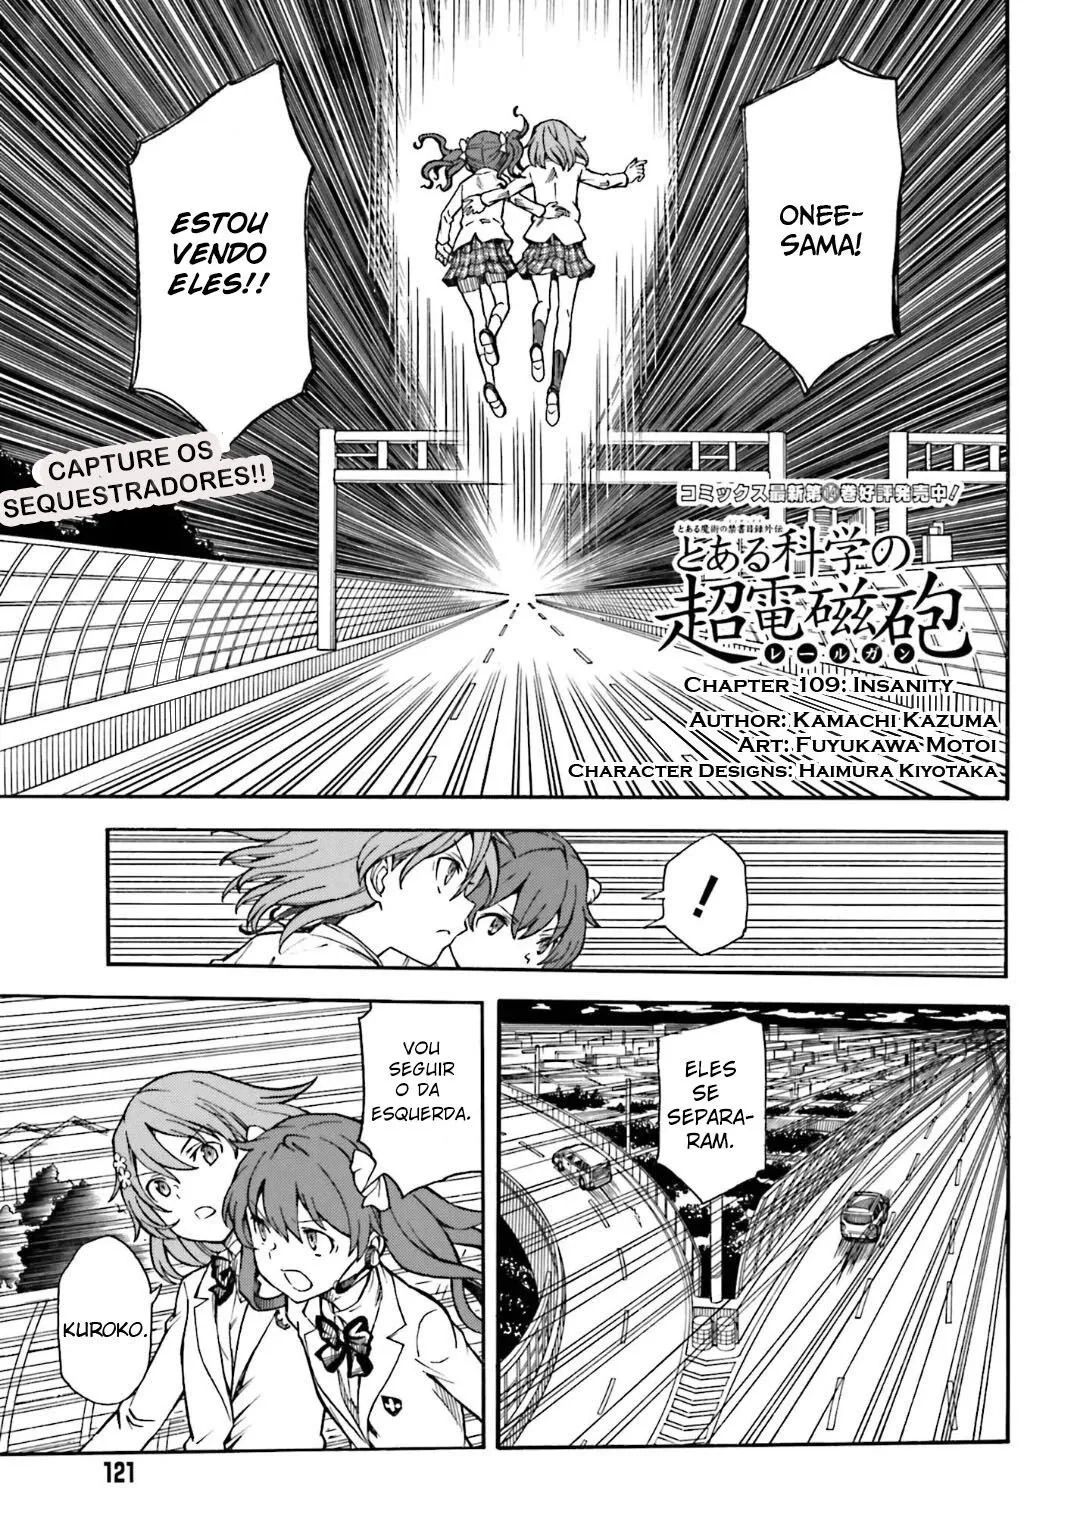 ONEE-
SAMA!
ESTOU
VENDO
ELES!!
CAPTURE OS
SEQUESTRADORES!!
コミックス最新第⑭巻好評発売中!
とある魔術の禁書目録外伝
とある科学の
超電磁砲
レールガン
CHAPTER 109: INSANITY
AUTHOR: KAMACHI KAZUMA
ART: FUYUKAWA MOTOI
CHARACTER DESIGNS: HAIMURA KIYOTAKA
!
ELES
SE
SEPARA-
RAM.
VOU
SEGUIR
O DA
ESQUERDA.
KUROKO.
121